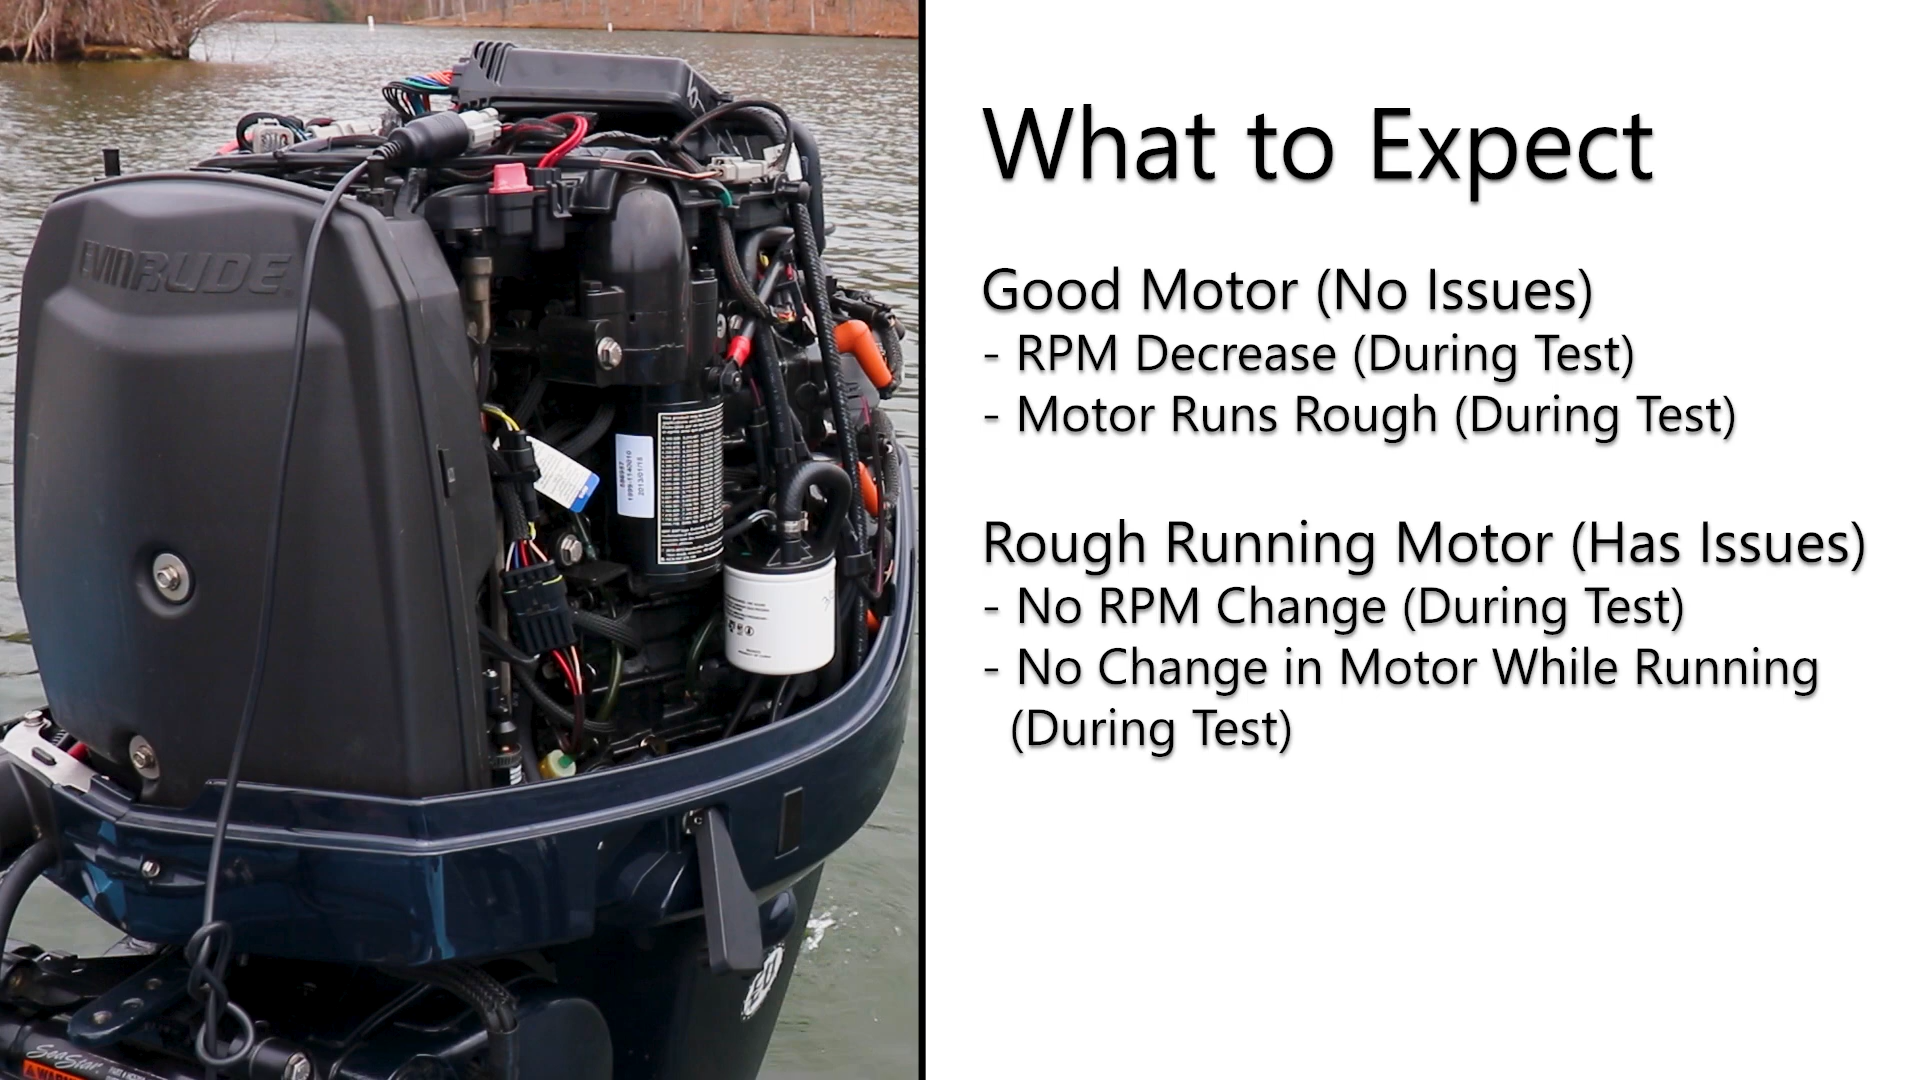 EVINRUDE
What to Expect
Good Motor (No Issues)
- RPM Decrease (During Test)
- Motor Runs Rough (During Test)
Rough Running Motor (Has Issues)
- No RPM Change (During Test)
- No Change in Motor While Running
(During Test)
SeaStar